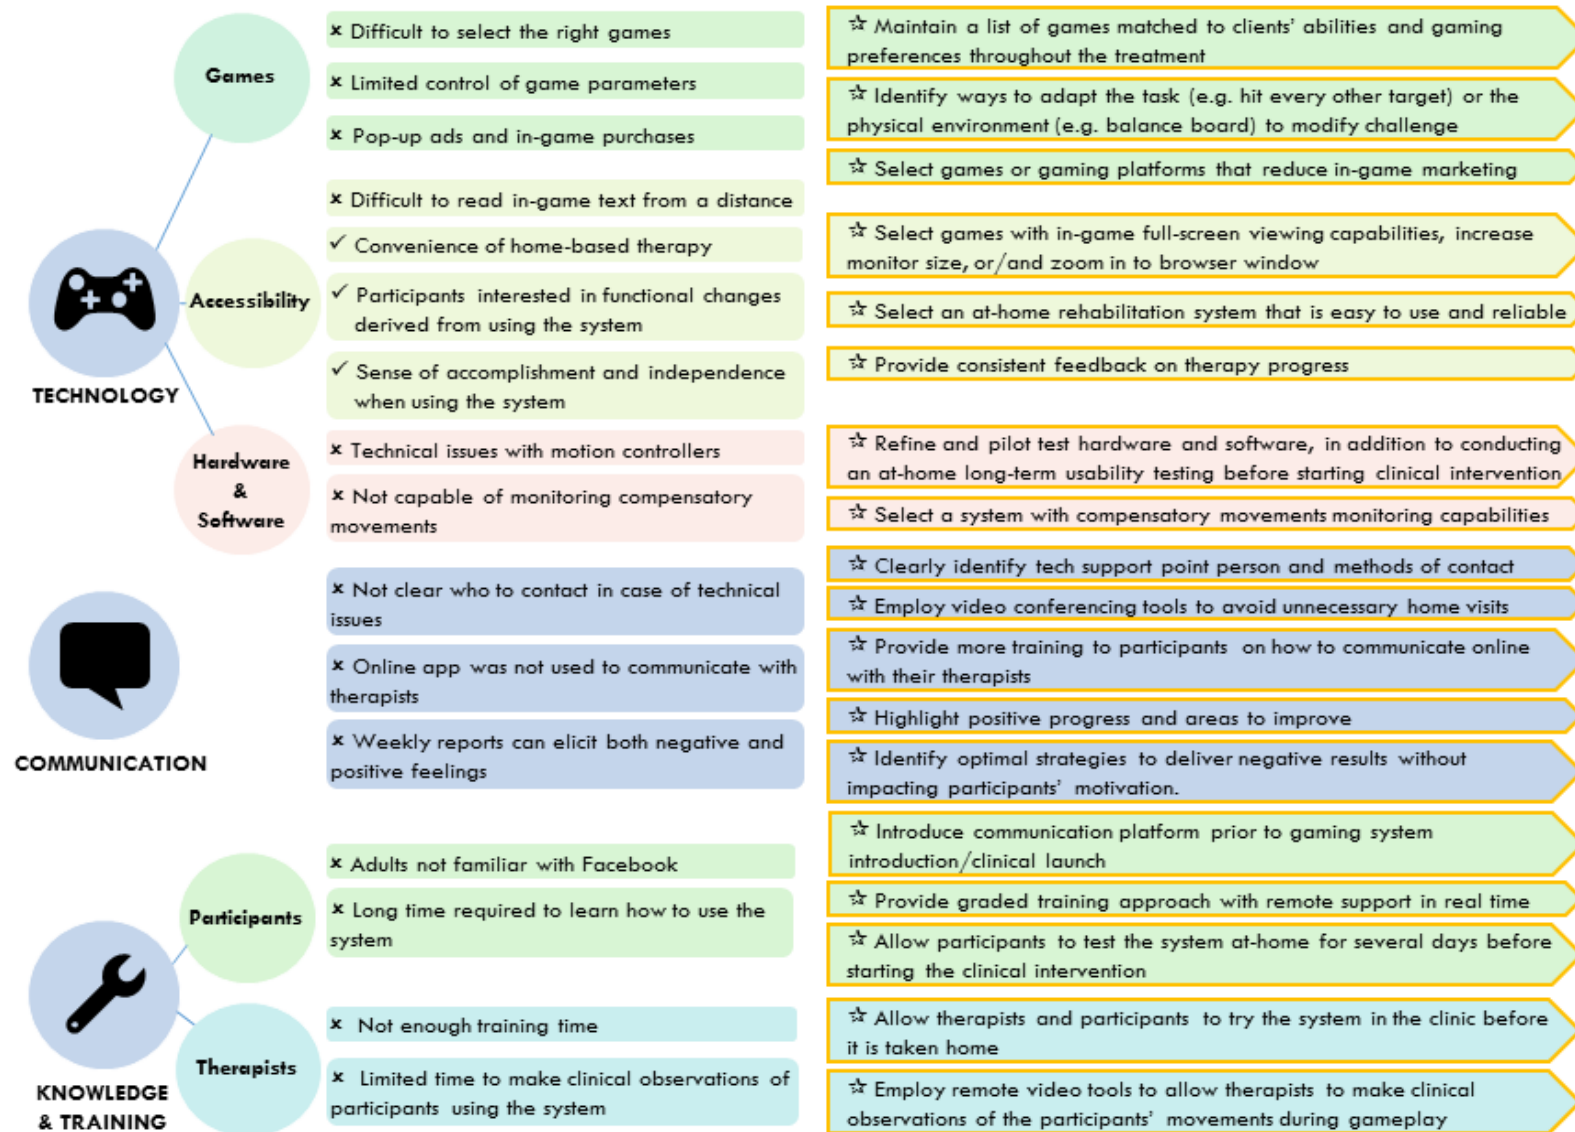 Games
× Difficult to select the right games
× Limited control of game parameters
× Pop-up ads and in-game purchases
☆ Maintain a list of games matched to clients' abilities and gaming
preferences throughout the treatment
☆ Identify ways to adapt the task (e.g. hit every other target) or the
physical environment (e.g. balance board) to modify challenge
☆ Select games or gaming platforms that reduce in-game marketing
TECHNOLOGY
Accessibility
× Difficult to read in-game text from a distance
✓ Convenience of home-based therapy
✓ Participants interested in functional changes
derived from using the system
✓ Sense of accomplishment and independence
when using the system
☆ Select games with in-game full-screen viewing capabilities, increase
monitor size, or/and zoom in to browser window
☆ Select an at-home rehabilitation system that is easy to use and reliable
☆ Provide consistent feedback on therapy progress
Hardware
&
Software
× Technical issues with motion controllers
× Not capable of monitoring compensatory
movements
☆ Refine and pilot test hardware and software, in addition to conducting
an at-home long-term usability testing before starting clinical intervention
☆ Select a system with compensatory movements monitoring capabilities
COMMUNICATION
× Not clear who to contact in case of technical
issues
× Online app was not used to communicate with
therapists
× Weekly reports can elicit both negative and
positive feelings
☆ Clearly identify tech support point person and methods of contact
☆ Employ video conferencing tools to avoid unnecessary home visits
☆ Provide more training to participants on how to communicate online
with their therapists
☆ Highlight positive progress and areas to improve
☆ Identify optimal strategies to deliver negative results without
impacting participants' motivation.
KNOWLEDGE
& TRAINING
Participants
× Adults not familiar with Facebook
× Long time required to learn how to use the
system
☆ Introduce communication platform prior to gaming system
introduction/clinical launch
☆ Provide graded training approach with remote support in real time
☆ Allow participants to test the system at-home for several days before
starting the clinical intervention
Therapists
× Not enough training time
× Limited time to make clinical observations of
participants using the system
☆ Allow therapists and participants to try the system in the clinic before
it is taken home
☆ Employ remote video tools to allow therapists to make clinical
observations of the participants' movements during gameplay